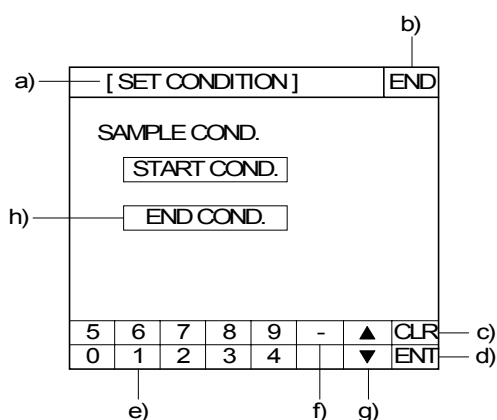 b)
a) [ SET CONDITION ] END
SAMPLE COND.
START COND.
h) END COND.
5 6 7 8 9 - ▲ CLR c)
0 1 2 3 4 ▼ ENT d)
e) f) g)